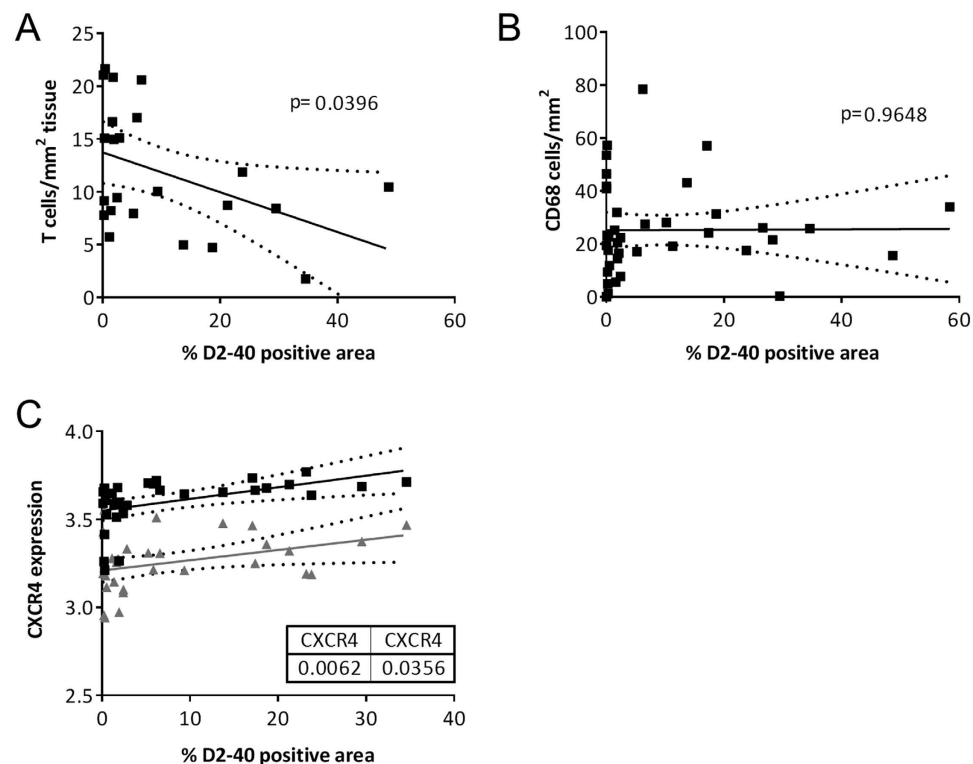 A
T cells/mm² tissue
25
20
15
10
5
0
p= 0.0396
0 20 40 60
% D2-40 positive area
B
CD68 cells/mm²
100
80
60
40
20
0
p= 0.9648
0 20 40 60
% D2-40 positive area
C
CXCR4 expression
4.0
3.5
3.0
2.5
CXCR4 CXCR4
0.0062 0.0356
0 10 20 30 40
% D2-40 positive area